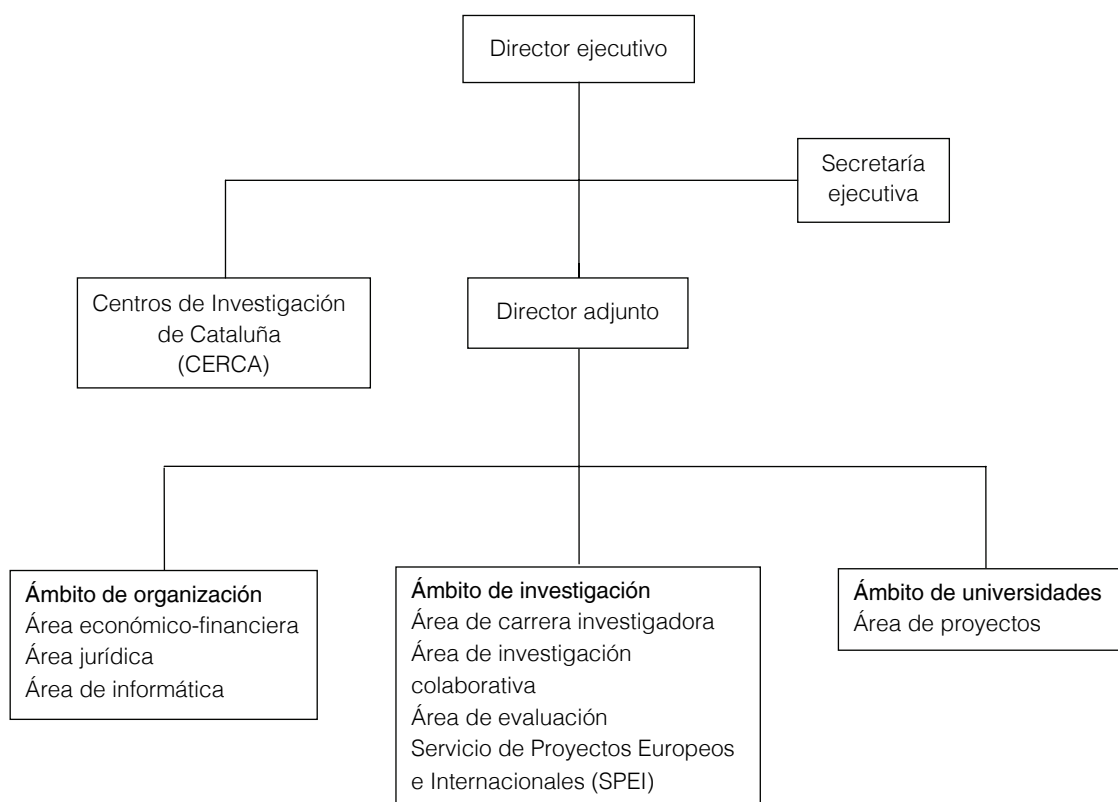 Director ejecutivo
Secretaría
ejecutiva
Centros de Investigación
de Cataluña
(CERCA)
Director adjunto
Ámbito de organización
Área económico-financiera
Área jurídica
Área de informática
Ámbito de investigación
Área de carrera investigadora
Área de investigación
colaborativa
Área de evaluación
Servicio de Proyectos Europeos
e Internacionales (SPEI)
Ámbito de universidades
Área de proyectos